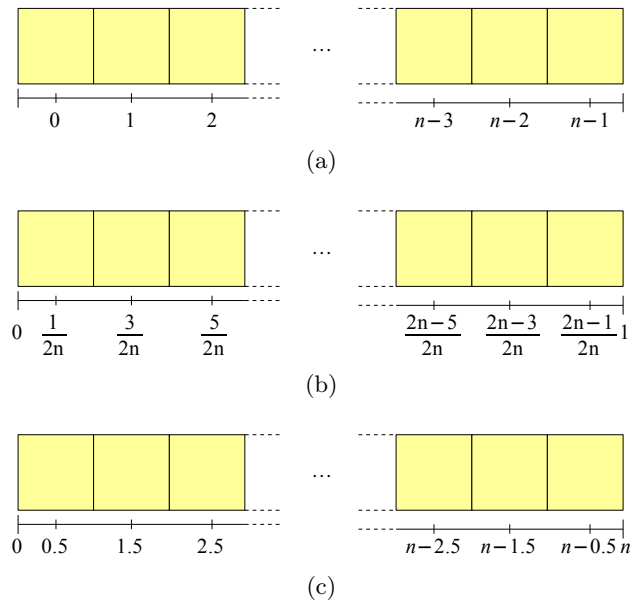 ...
0 1 2 n−3 n−2 n−1
(a)
...
0 1/2n 3/2n 5/2n (2n−5)/2n (2n−3)/2n (2n−1)/2n 1
(b)
...
0 0.5 1.5 2.5 n−2.5 n−1.5 n−0.5 n
(c)